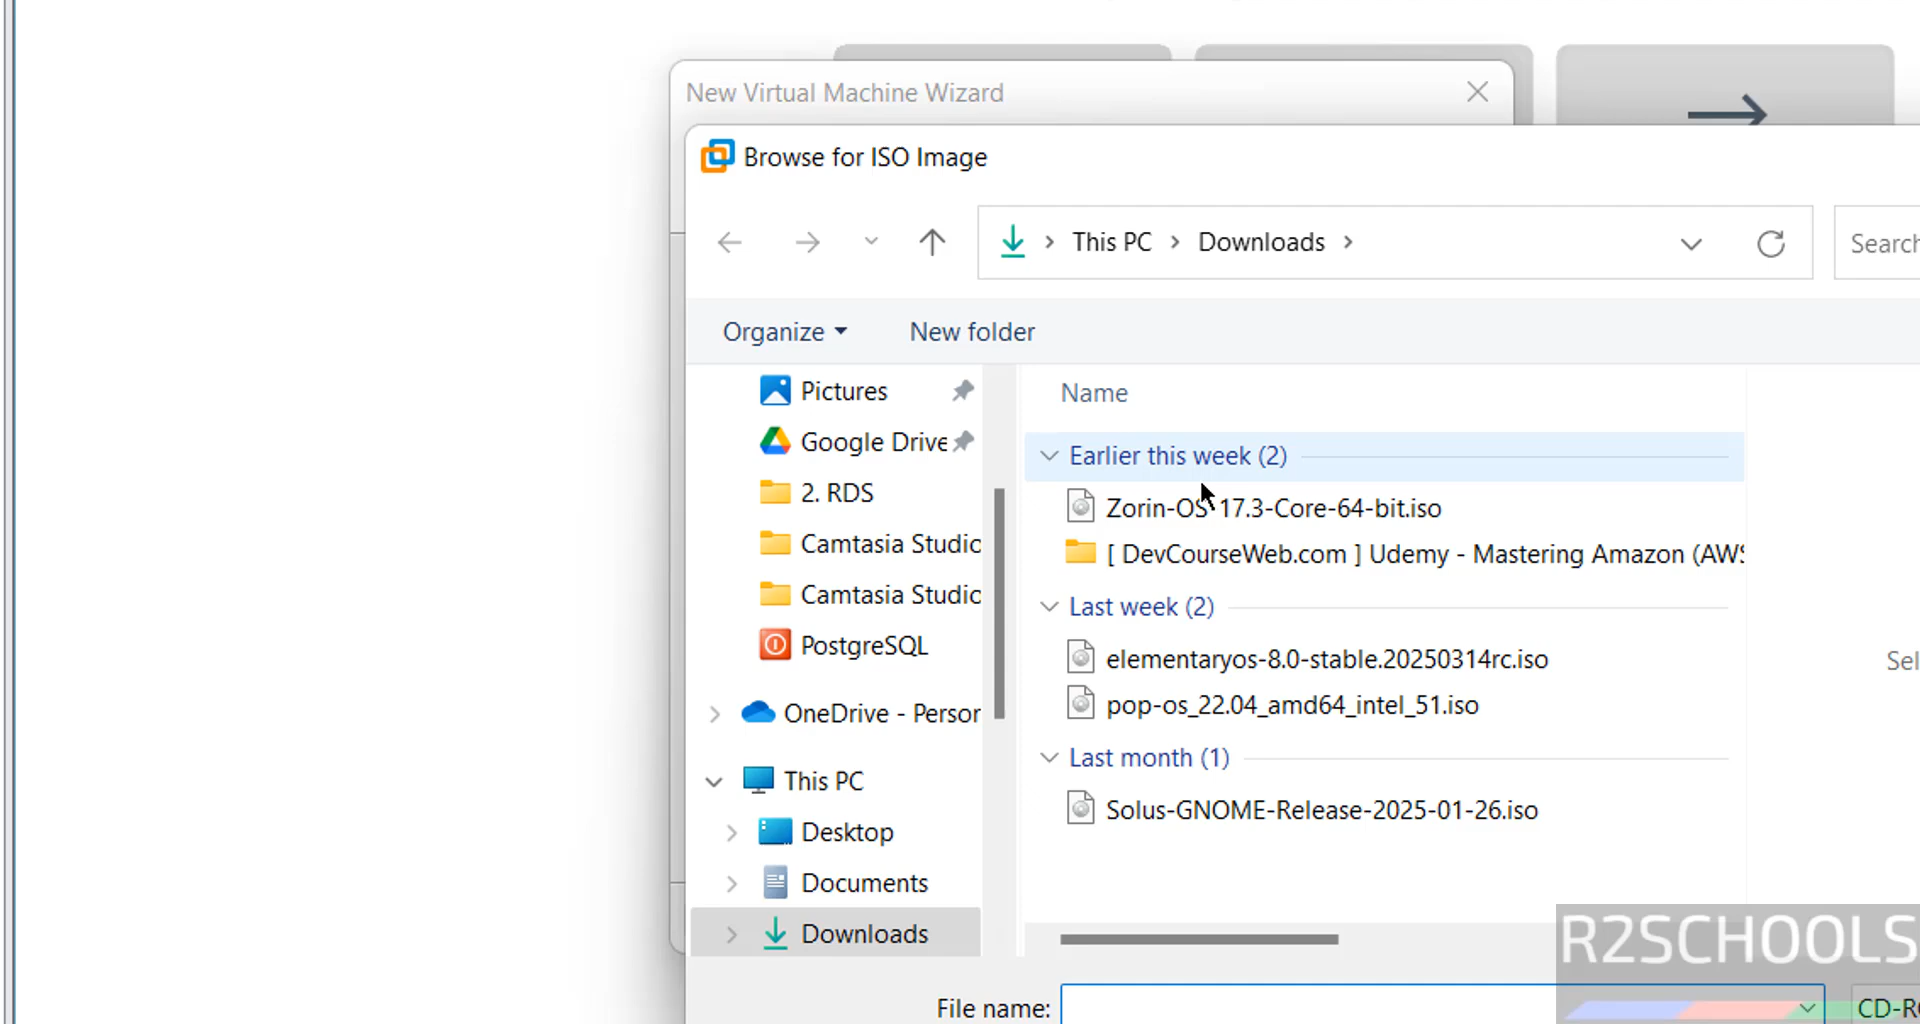 New Virtual Machine Wizard
Browse for ISO Image
This PC > Downloads >
Search
Organize
New folder
Pictures
Google Drive
2. RDS
Camtasia Studio
Camtasia Studio
PostgreSQL
OneDrive - Person
This PC
Desktop
Documents
Downloads
Name
Earlier this week (2)
Zorin-OS-17.3-Core-64-bit.iso
[ DevCourseWeb.com ] Udemy - Mastering Amazon (AWS
Last week (2)
elementaryos-8.0-stable.20250314rc.iso
pop-os_22.04_amd64_intel_51.iso
Last month (1)
Solus-GNOME-Release-2025-01-26.iso
Sel
R2SCHOOLS
File name:
CD-RO